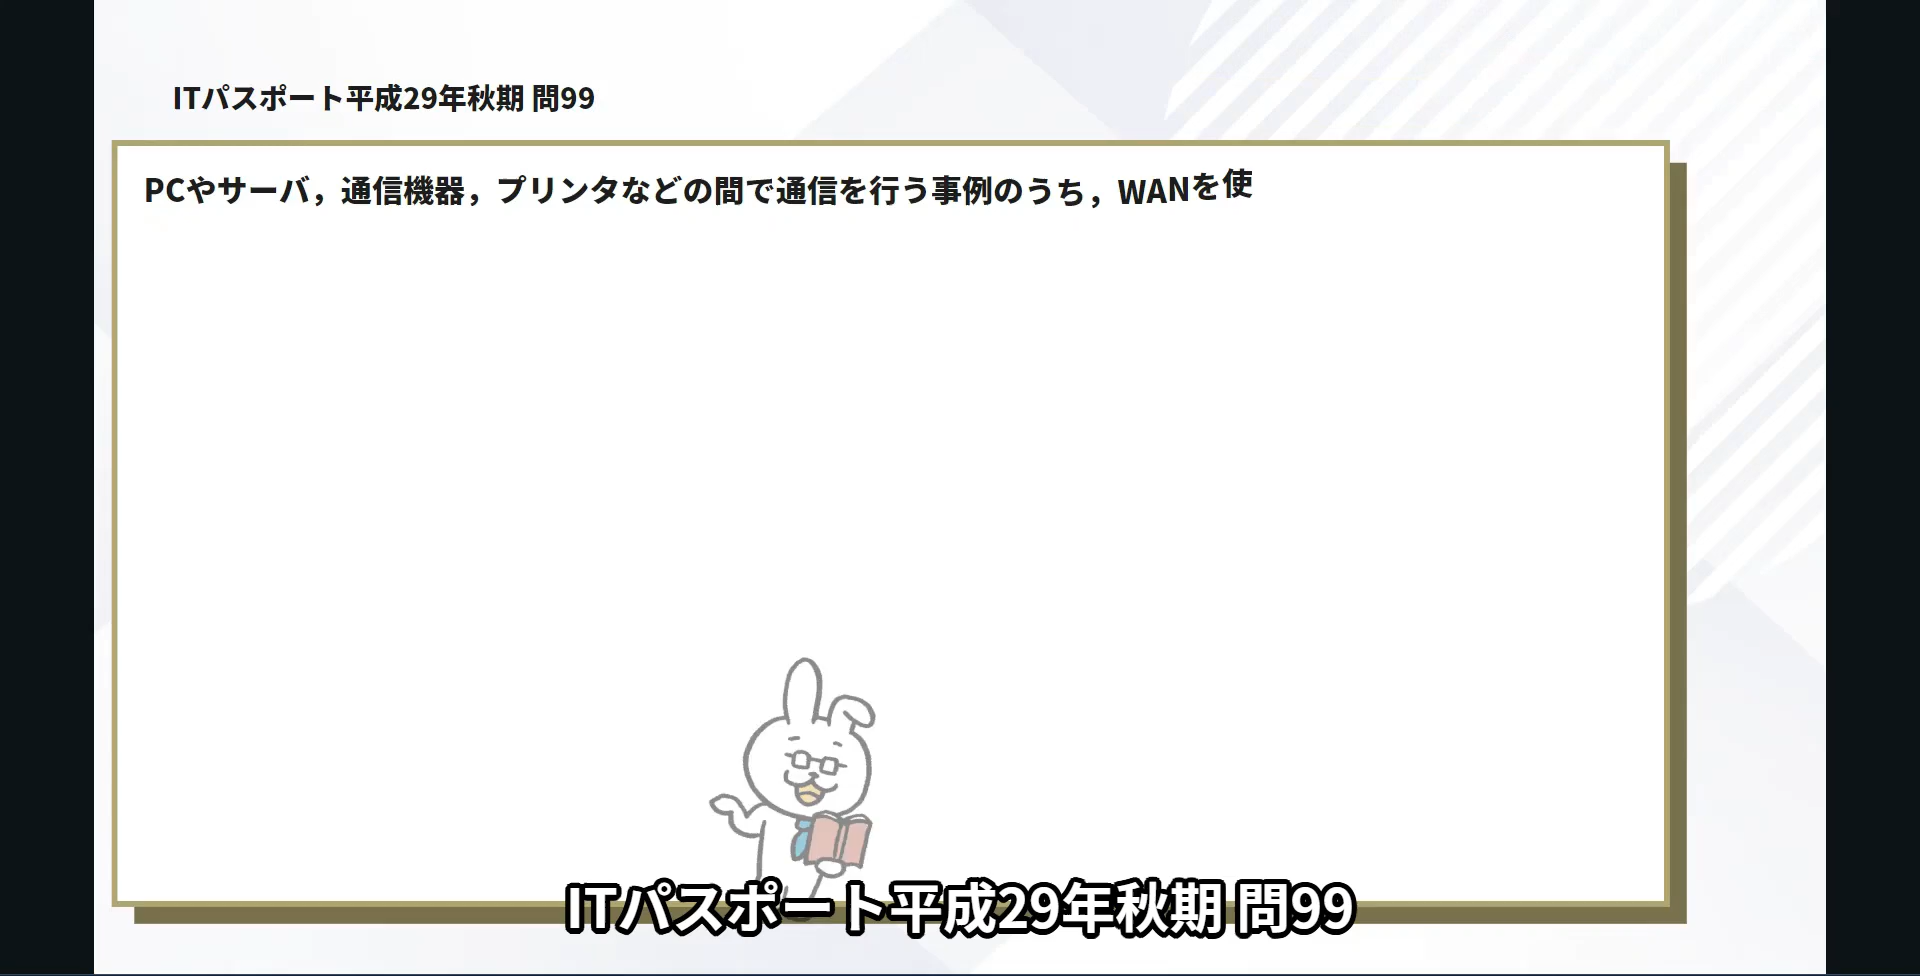 ITパスポート平成29年秋期 問99
PCやサーバ，通信機器，プリンタなどの間で通信を行う事例のうち，WANを使
ITパスポート平成29年秋期 問99